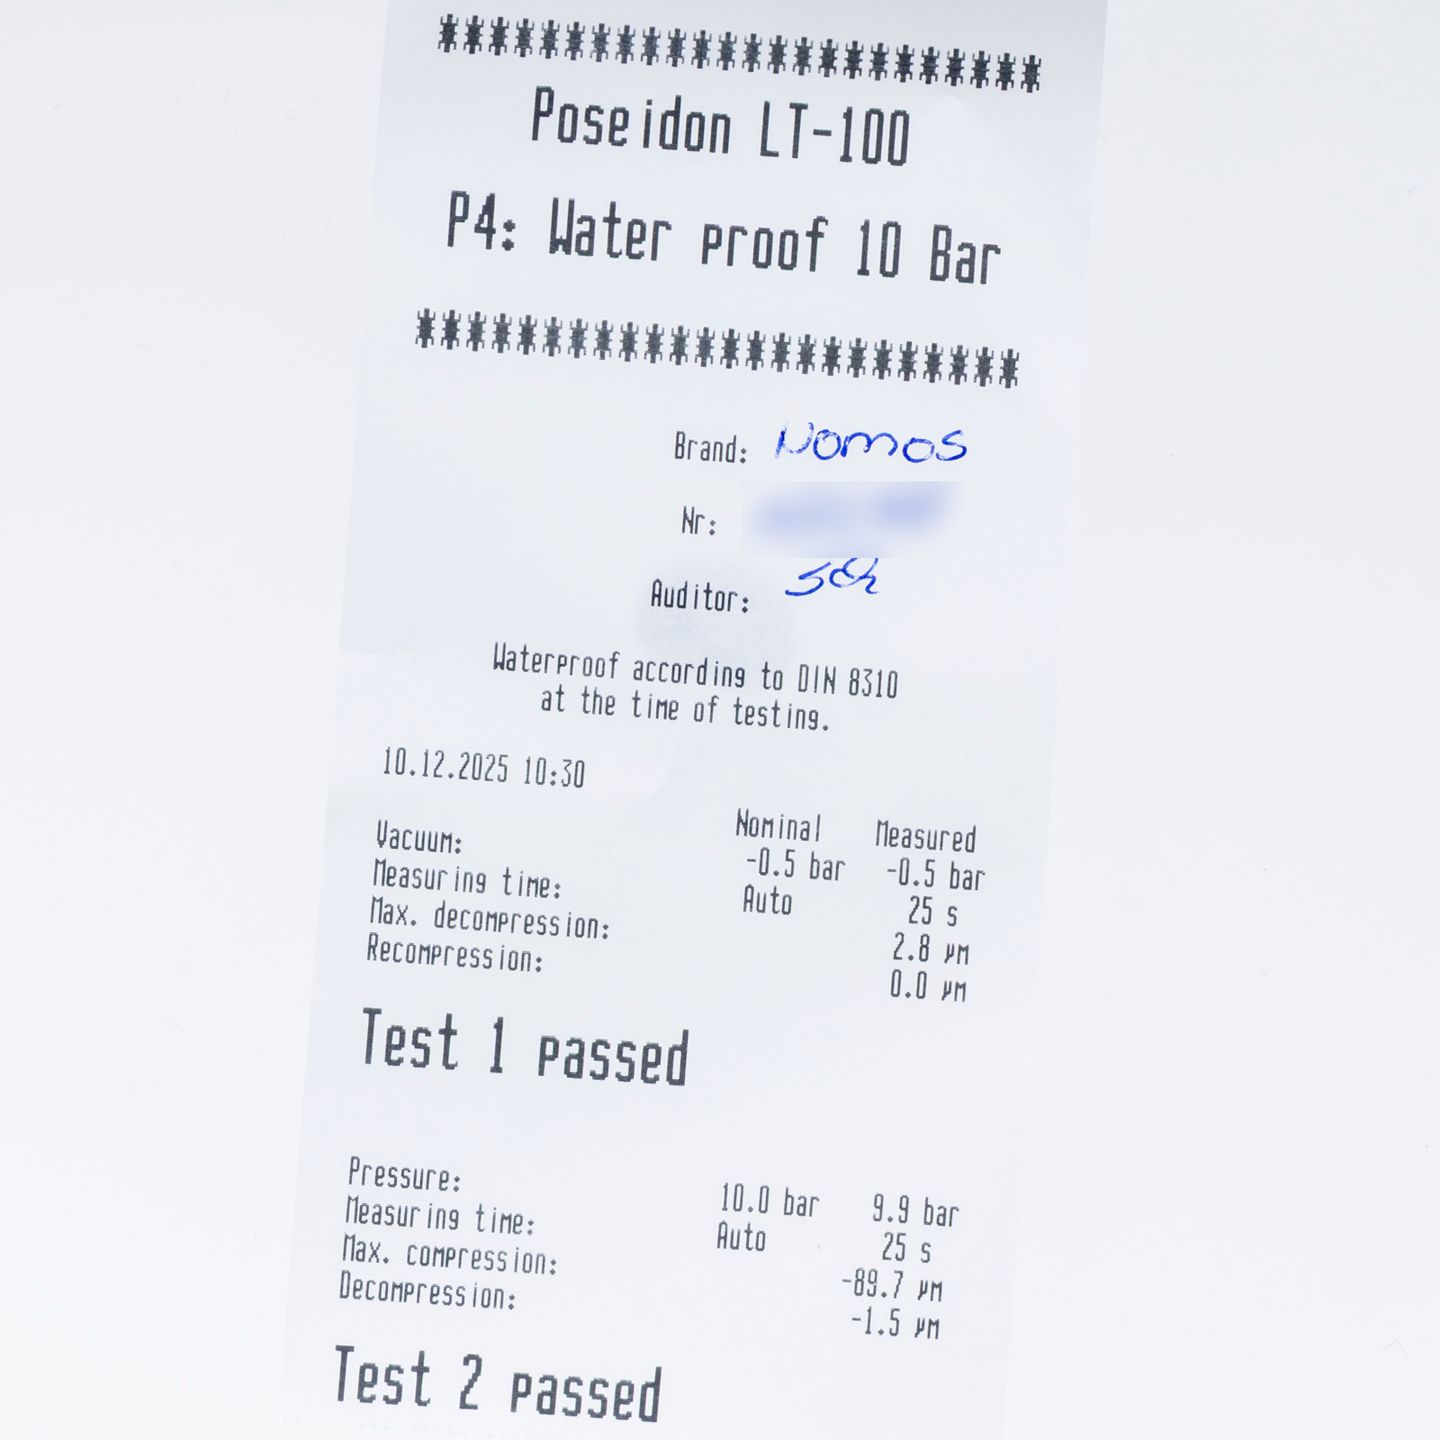 Poseidon LT-100
P4: Water proof 10 Bar
Brand: Nomos
Nr:
Auditor: Sch
Waterproof according to DIN 8310
at the time of testing.
10.12.2025 10:30
Nominal Measured
Vacuum: -0.5 bar -0.5 bar
Measuring time: Auto 25 s
Max. decompression: 2.8 µm
Recompression: 0.0 µm
Test 1 passed
Pressure: 10.0 bar 9.9 bar
Measuring time: Auto 25 s
Max. compression: -89.7 µm
Decompression: -1.5 µm
Test 2 passed